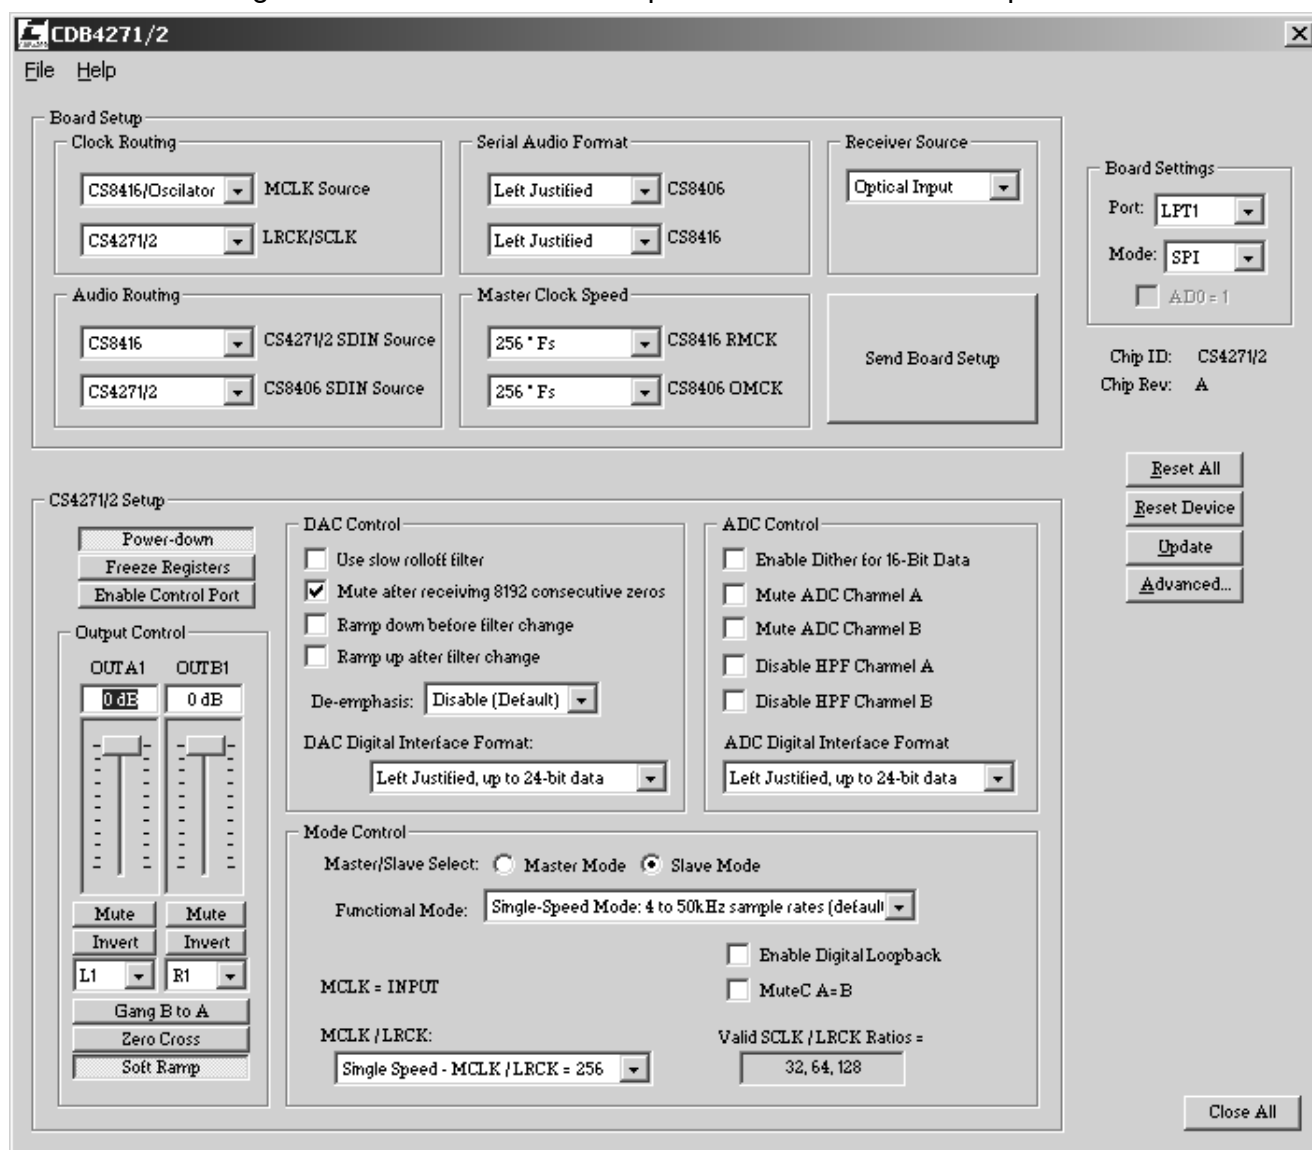 CDB4271/2
File Help
Board Setup
Clock Routing
CS8416/Oscilator MCLK Source
CS4271/2 LRCK/SCLK
Serial Audio Format
Left Justified CS8406
Left Justified CS8416
Receiver Source
Optical Input
Audio Routing
CS8416 CS4271/2 SDIN Source
CS4271/2 CS8406 SDIN Source
Master Clock Speed
256 * Fs CS8416 RMCK
256 * Fs CS8406 OMCK
Send Board Setup
Board Settings
Port: LPT1
Mode: SPI
AD0 = 1
Chip ID: CS4271/2
Chip Rev: A
Reset All
Reset Device
Update
Advanced...
CS4271/2 Setup
Power-down
Freeze Registers
Enable Control Port
Output Control
OUTA1 OUTB1
0 dB 0 dB
Mute Mute
Invert Invert
L1 R1
Gang B to A
Zero Cross
Soft Ramp
DAC Control
Use slow rolloff filter
Mute after receiving 8192 consecutive zeros
Ramp down before filter change
Ramp up after filter change
De-emphasis: Disable (Default)
DAC Digital Interface Format:
Left Justified, up to 24-bit data
ADC Control
Enable Dither for 16-Bit Data
Mute ADC Channel A
Mute ADC Channel B
Disable HPF Channel A
Disable HPF Channel B
ADC Digital Interface Format
Left Justified, up to 24-bit data
Mode Control
Master/Slave Select: Master Mode Slave Mode
Functional Mode: Single-Speed Mode: 4 to 50kHz sample rates (defaul
Enable Digital Loopback
MCLK = INPUT
MuteC A=B
MCLK / LRCK:
Single Speed - MCLK / LRCK = 256
Valid SCLK / LRCK Ratios =
32, 64, 128
Close All